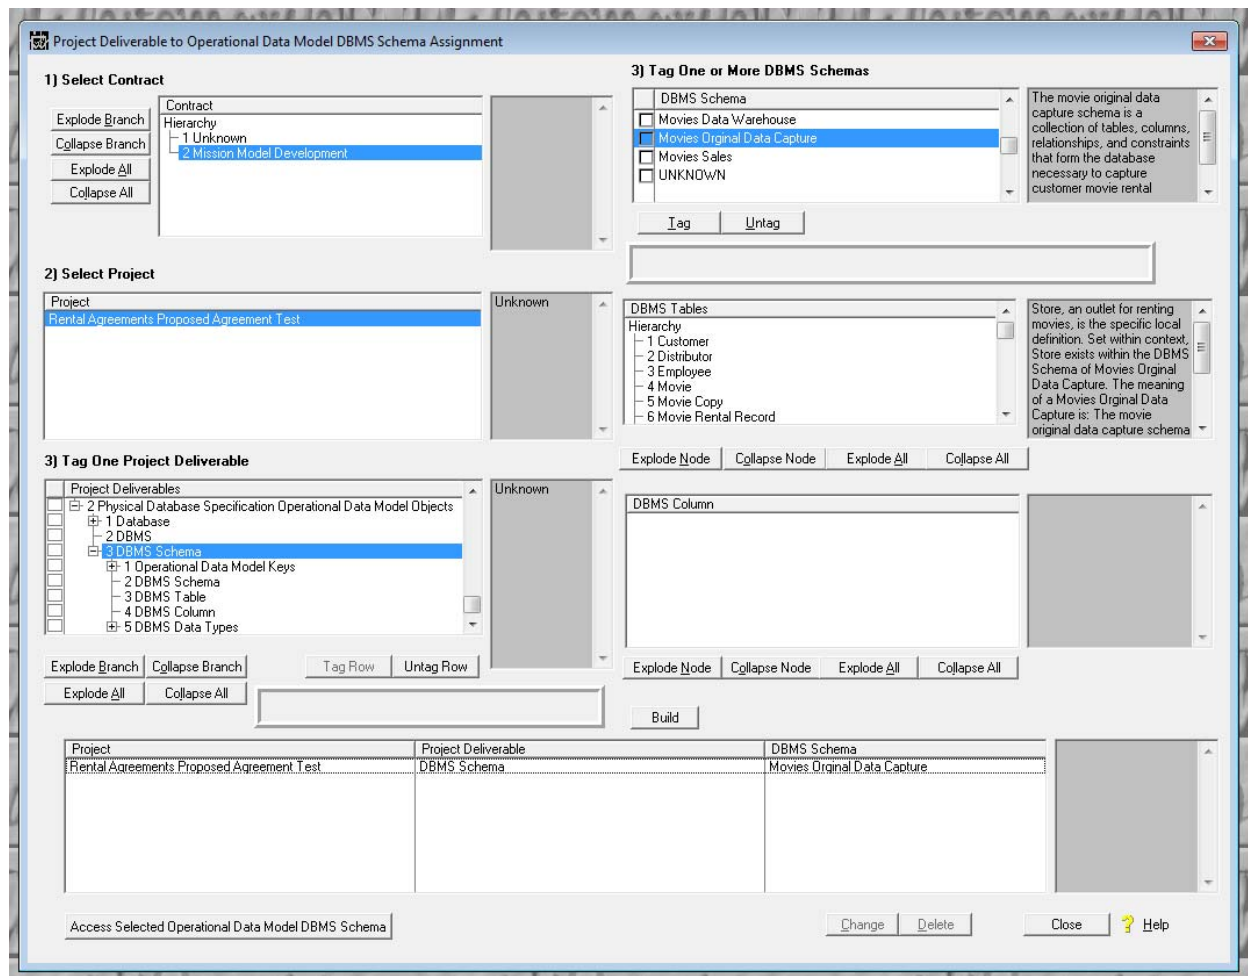 Project Deliverable to Operational Data Model DBMS Schema Assignment
1) Select Contract
Explode Branch
Collapse Branch
Explode All
Collapse All
Contract
Hierarchy
1 Unknown
2 Mission Model Development
2) Select Project
Project
Rental Agreements Proposed Agreement Test
Unknown
3) Tag One Project Deliverable
Project Deliverables
2 Physical Database Specification Operational Data Model Objects
1 Database
2 DBMS
3 DBMS Schema
1 Operational Data Model Keys
2 DBMS Schema
3 DBMS Table
4 DBMS Column
5 DBMS Data Types
Unknown
Explode Branch Collapse Branch Tag Row Untag Row
Explode All Collapse All
3) Tag One or More DBMS Schemas
DBMS Schema
Movies Data Warehouse
Movies Orginal Data Capture
Movies Sales
UNKNOWN
The movie original data
capture schema is a
collection of tables, columns,
relationships, and constraints
that form the database
necessary to capture
customer movie rental
Tag Untag
DBMS Tables
Hierarchy
1 Customer
2 Distributor
3 Employee
4 Movie
5 Movie Copy
6 Movie Rental Record
Store, an outlet for renting
movies, is the specific local
definition. Set within context,
Store exists within the DBMS
Schema of Movies Orginal
Data Capture. The meaning
of a Movies Orginal Data
Capture is: The movie
original data capture schema
Explode Node Collapse Node Explode All Collapse All
DBMS Column
Explode Node Collapse Node Explode All Collapse All
Build
Project Project Deliverable DBMS Schema
Rental Agreements Proposed Agreement Test DBMS Schema Movies Orginal Data Capture
Access Selected Operational Data Model DBMS Schema Change Delete Close ? Help